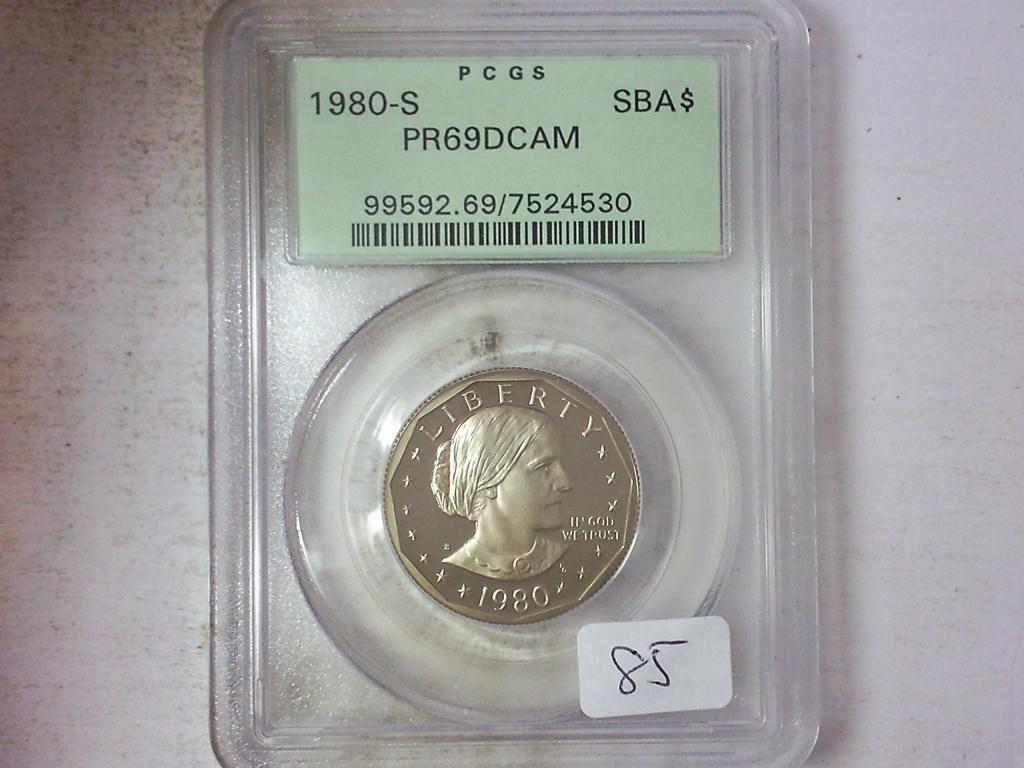 PCGS
1980-S SBA$
PR69DCAM
99592.69/7524530
LIBERTY
IN GOD
WE TRUST
1980
85